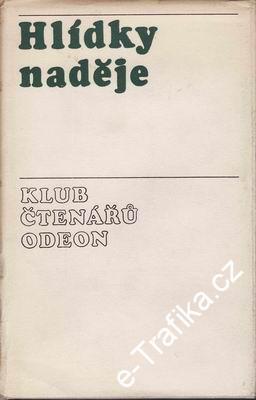 Hlídky
naděje
KLUB
ČTENÁŘŮ
ODEON
e-Trafika.cz